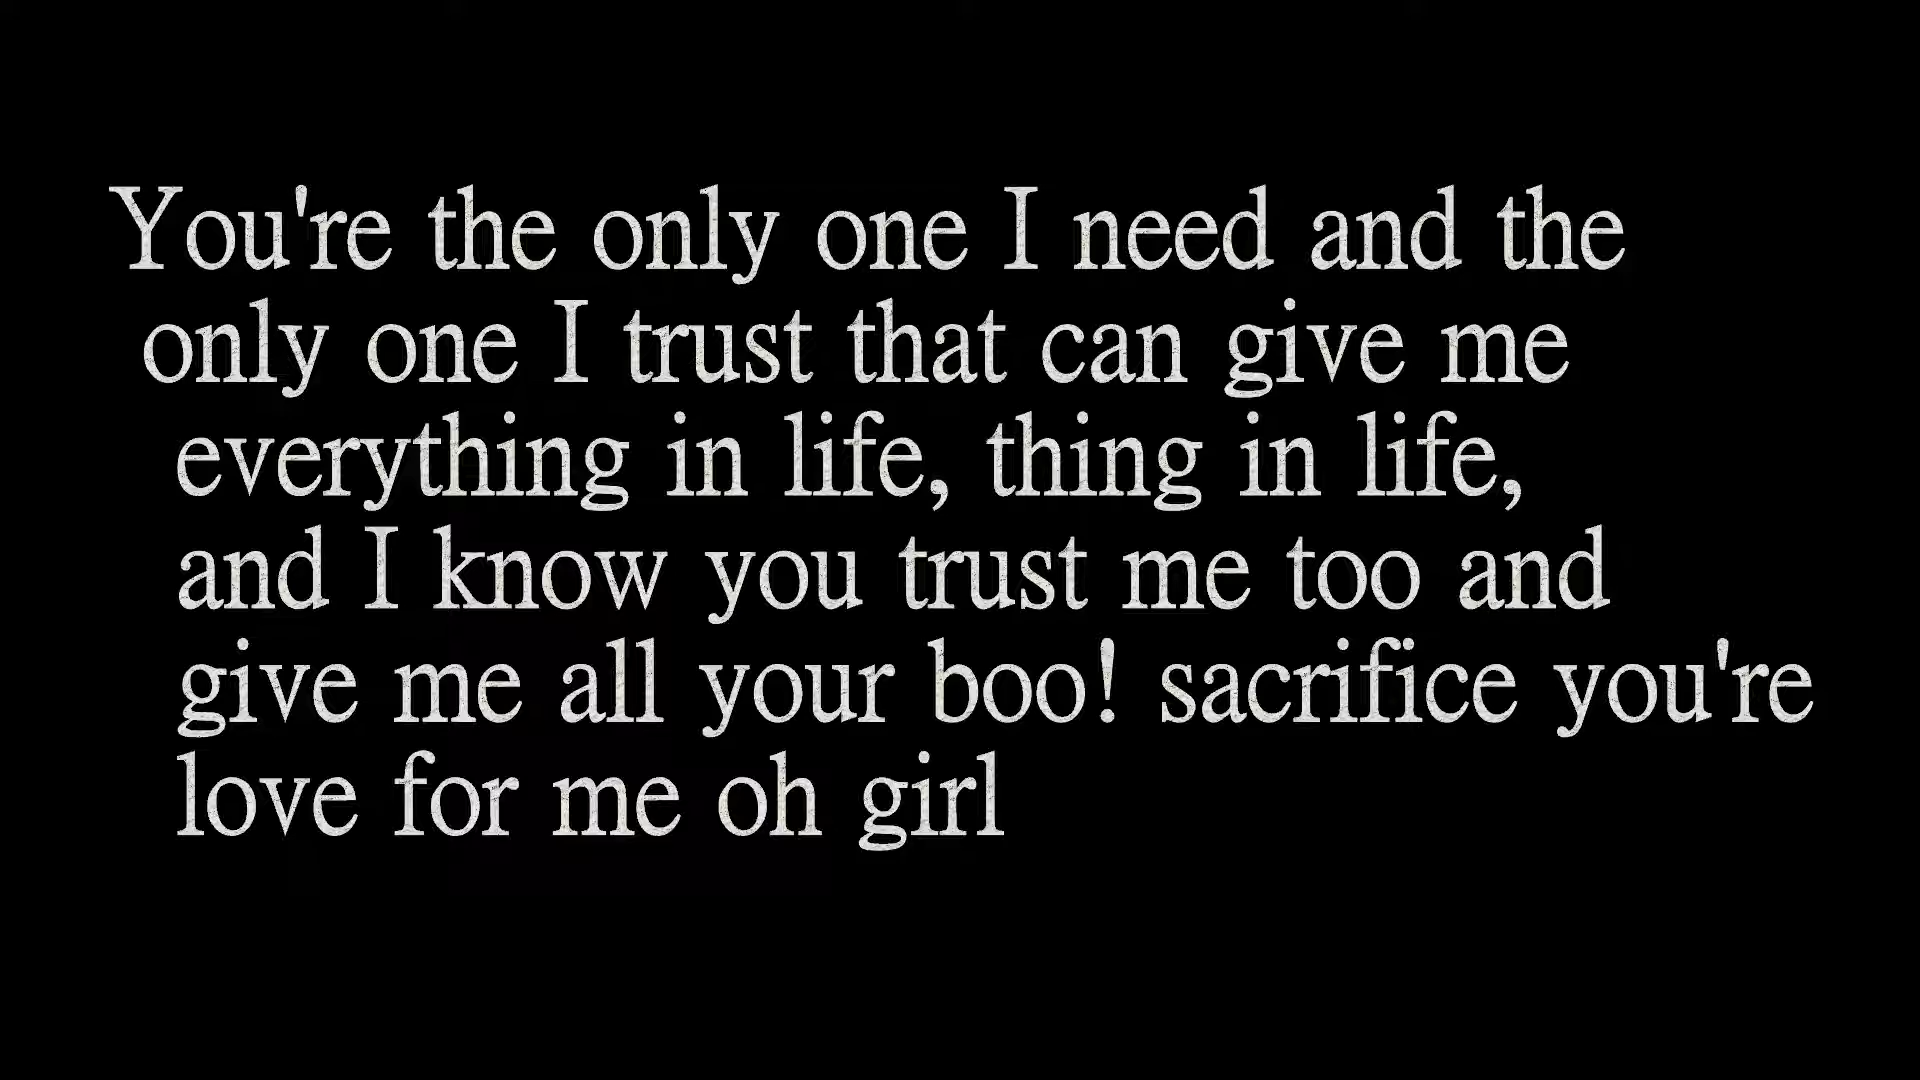 You're the only one I need and the
only one I trust that can give me
everything in life, thing in life,
and I know you trust me too and
give me all your boo! sacrifice you're
love for me oh girl